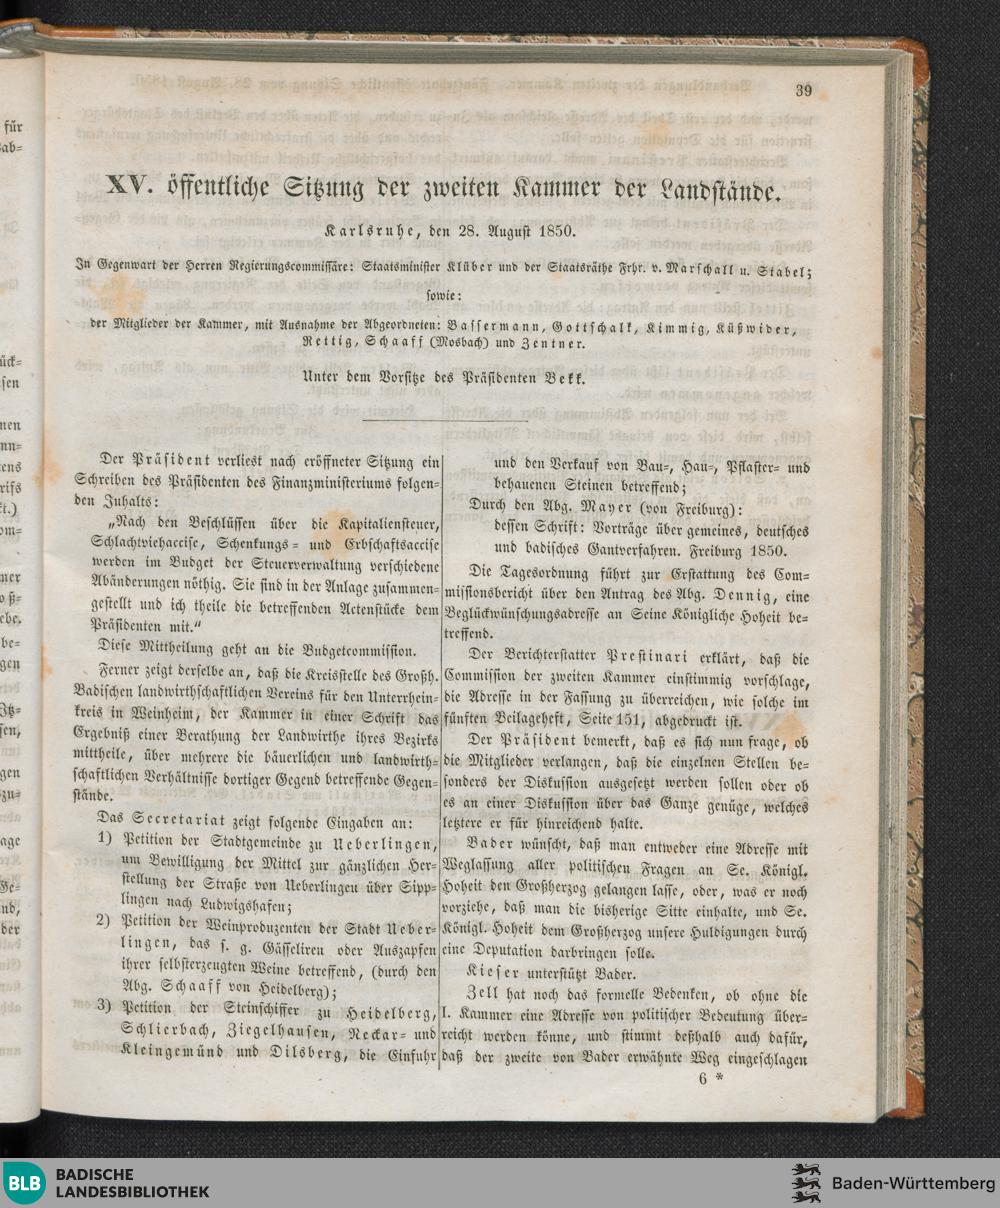 39
XV. öffentliche Sitzung der zweiten Kammer der Landstände.
Karlsruhe, den 28. August 1850.
In Gegenwart der Herren Regierungscommissäre: Staatsminister Klüber und der Staatsräthe Frhr. v. Marschall u. Stabel;
sowie:
der Mitglieder der Kammer, mit Ausnahme der Abgeordneten: Bassermann, Gottschalk, Kimmig, Küßwider,
Rettig, Schaaff (Mosbach) und Zentner.
Unter dem Vorsitze des Präsidenten Bekk.
Der Präsident verliest nach eröffneter Sitzung ein
Schreiben des Präsidenten des Finanzministeriums folgen-
den Inhalts:
„Nach den Beschlüssen über die Kapitaliensteuer,
Schlachtviehaccise, Schenkungs- und Erbschaftsaccise
werden im Budget der Steuerverwaltung verschiedene
Abänderungen nöthig. Sie sind in der Anlage zusammen-
gestellt und ich theile die betreffenden Actenstücke dem
Präsidenten mit.“
Diese Mittheilung geht an die Budgetcommission.
Ferner zeigt derselbe an, daß die Kreisstelle des Großh.
Badischen landwirthschaftlichen Vereins für den Unterrhein-
kreis in Weinheim, der Kammer in einer Schrift das
Ergebniß einer Berathung der Landwirthe ihres Bezirks
mittheile, über mehrere die bäuerlichen und landwirth-
schaftlichen Verhältnisse dortiger Gegend betreffende Gegen-
stände.
Das Secretariat zeigt folgende Eingaben an:
1) Petition der Stadtgemeinde zu Ueberlingen,
um Bewilligung der Mittel zur gänzlichen Her-
stellung der Straße von Ueberlingen über Sipp-
lingen nach Ludwigshafen;
2) Petition der Weinproduzenten der Stadt Ueber-
lingen, das s. g. Gässeliren oder Auszapfen
ihrer selbsterzeugten Weine betreffend, (durch den
Abg. Schaaff von Heidelberg);
3) Petition der Steinschiffer zu Heidelberg,
Schlierbach, Ziegelhausen, Neckar- und
Kleingemünd und Dilsberg, die Einfuhr
und den Verkauf von Bau-, Hau-, Pflaster- und
behauenen Steinen betreffend;
Durch den Abg. Mayer (von Freiburg):
dessen Schrift: Vorträge über gemeines, deutsches
und badisches Gantverfahren. Freiburg 1850.
Die Tagesordnung führt zur Erstattung des Com-
missionsbericht über den Antrag des Abg. Dennig, eine
Beglückwünschungsadresse an Seine Königliche Hoheit be-
treffend.
Der Berichterstatter Prestinari erklärt, daß die
Commission der zweiten Kammer einstimmig vorschlage,
die Adresse in der Fassung zu überreichen, wie solche im
fünften Beilageheft, Seite 151, abgedruckt ist.
Der Präsident bemerkt, daß es sich nun frage, ob
die Mitglieder verlangen, daß die einzelnen Stellen be-
sonders der Diskussion ausgesetzt werden sollen oder ob
es an einer Diskussion über das Ganze genüge, welches
letztere er für hinreichend halte.
Bader wünscht, daß man entweder eine Adresse mit
Weglassung aller politischen Fragen an Se. Königl.
Hoheit den Großherzog gelangen lasse, oder, was er noch
vorziehe, daß man die bisherige Sitte einhalte, und Se.
Königl. Hoheit dem Großherzog unsere Huldigungen durch
eine Deputation darbringen solle.
Kieser unterstützt Bader.
Zell hat noch das formelle Bedenken, ob ohne die
I. Kammer eine Adresse von politischer Bedeutung über-
reicht werden könne, und stimmt deßhalb auch dafür,
daß der zweite von Bader erwähnte Weg eingeschlagen
6 *
BLB
BADISCHE
LANDESBIBLIOTHEK
Baden-Württemberg